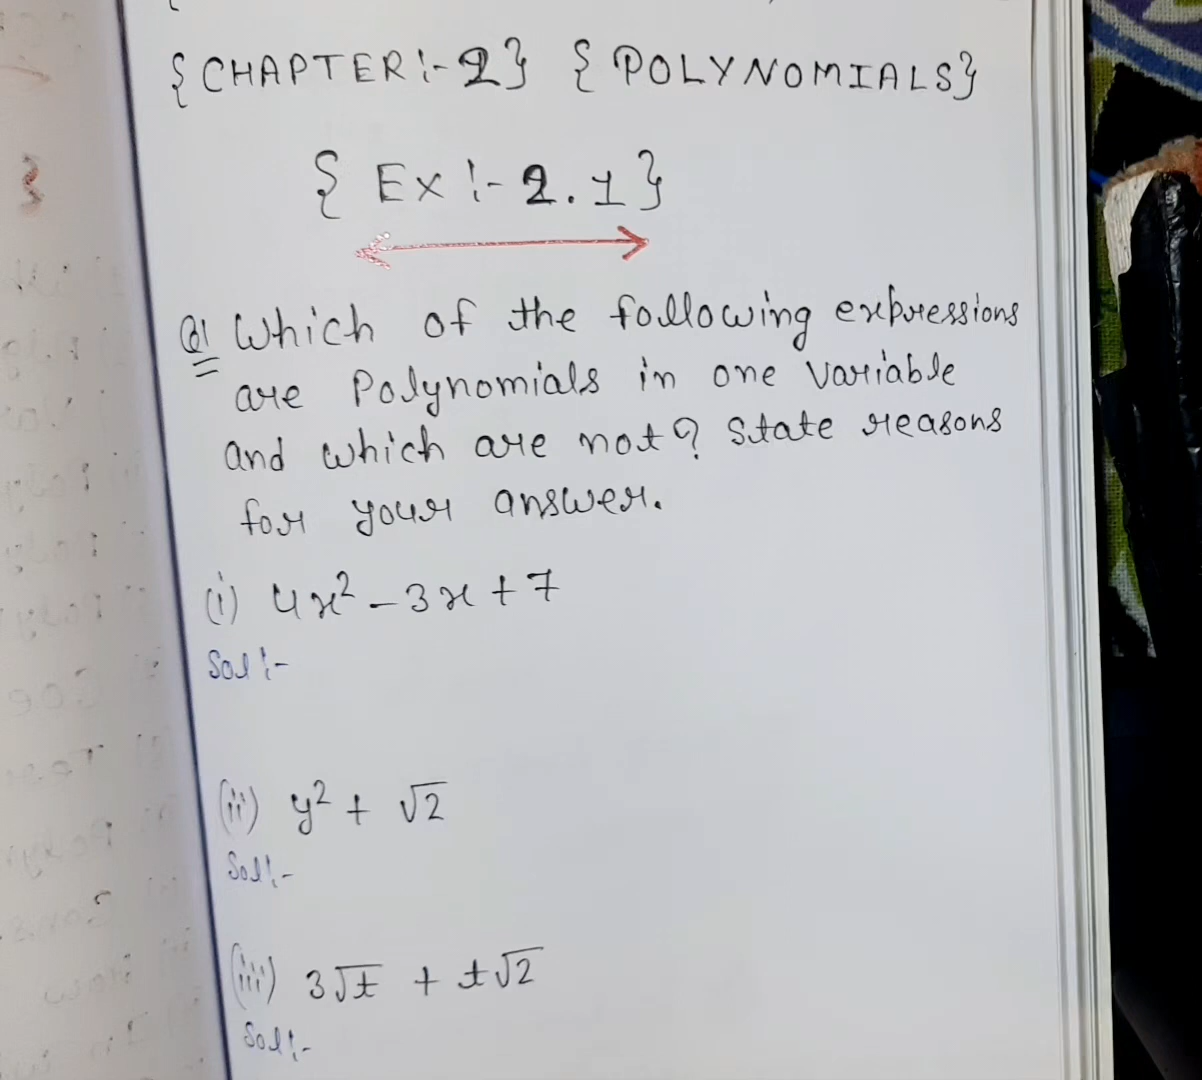 {CHAPTER:-2} {POLYNOMIALS}
{Ex:-2.1}
Q1 Which of the following expressions
are Polynomials in one variable
and which are not? State reasons
for your answer.
(i) 4x² - 3x + 7
Sol:-
(ii) y² + √2
Sol:-
(iii) 3√t + t√2
Sol:-